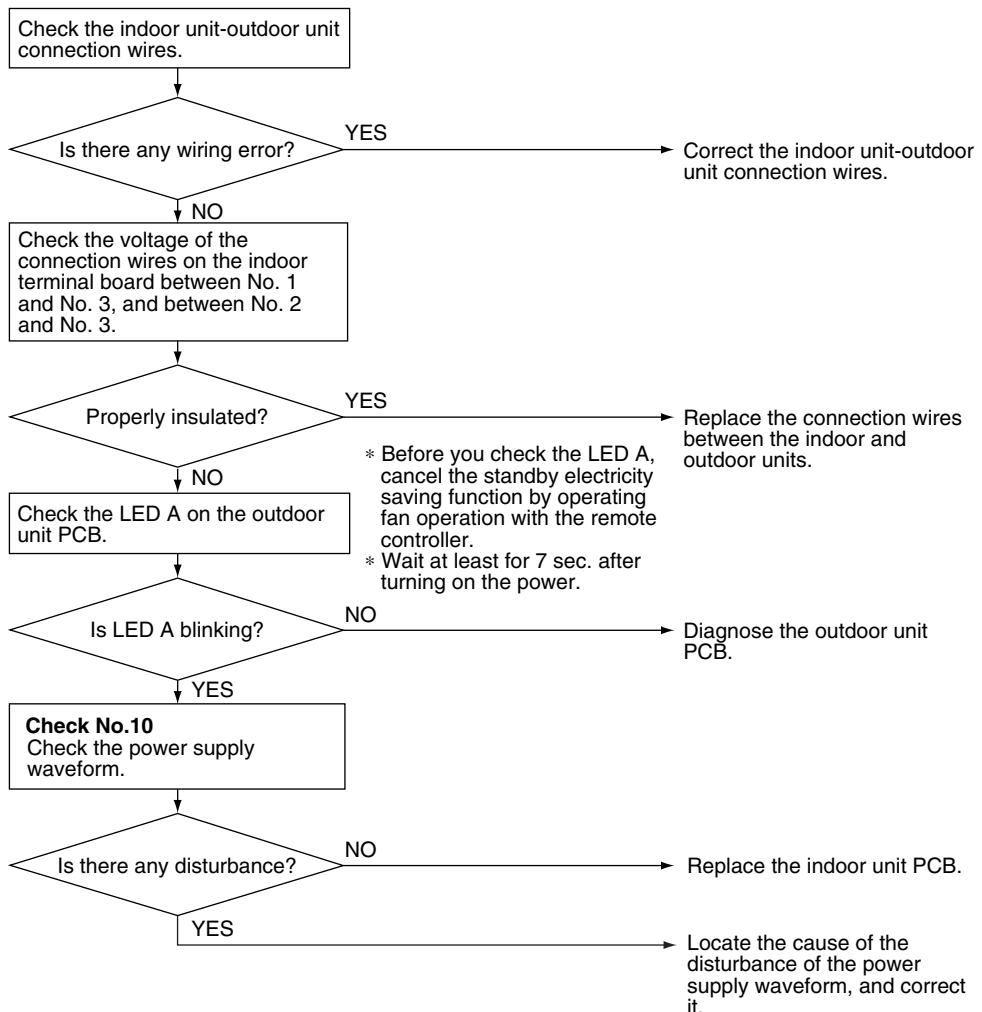 Check the indoor unit-outdoor unit
connection wires.
Is there any wiring error?
YES
Correct the indoor unit-outdoor
unit connection wires.
NO
Check the voltage of the
connection wires on the indoor
terminal board between No. 1
and No. 3, and between No. 2
and No. 3.
Properly insulated?
YES
Replace the connection wires
between the indoor and
outdoor units.
NO
∗ Before you check the LED A,
cancel the standby electricity
saving function by operating
fan operation with the remote
controller.
∗ Wait at least for 7 sec. after
turning on the power.
Check the LED A on the outdoor
unit PCB.
Is LED A blinking?
NO
Diagnose the outdoor unit
PCB.
YES
Check No.10
Check the power supply
waveform.
Is there any disturbance?
NO
Replace the indoor unit PCB.
YES
Locate the cause of the
disturbance of the power
supply waveform, and correct
it.